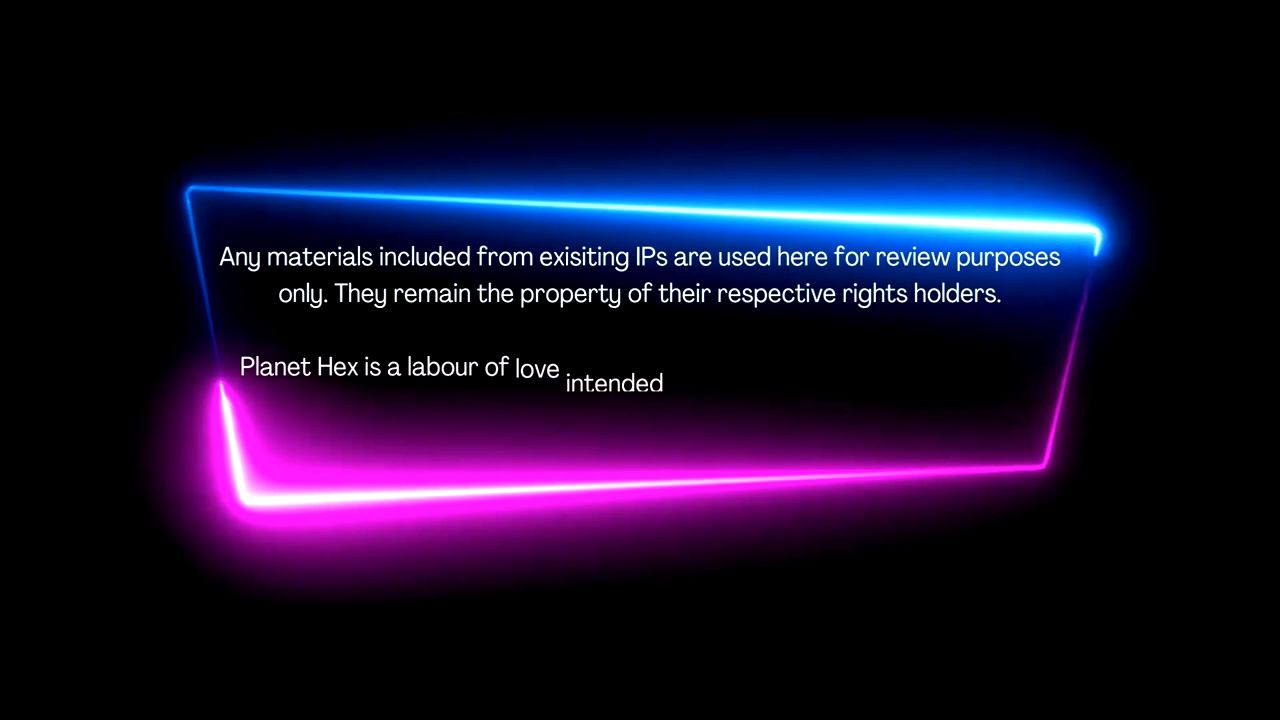 Any materials included from exisiting IPs are used here for review purposes
only. They remain the property of their respective rights holders.
Planet Hex is a labour of love intended